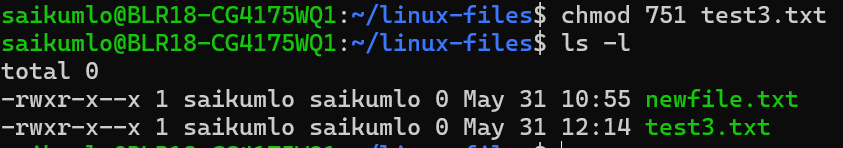 saikumlo@BLR18-CG4175WQ1:~/linux-files$ chmod 751 test3.txt
saikumlo@BLR18-CG4175WQ1:~/linux-files$ ls -l
total 0
-rwxr-x--x 1 saikumlo saikumlo 0 May 31 10:55 newfile.txt
-rwxr-x--x 1 saikumlo saikumlo 0 May 31 12:14 test3.txt